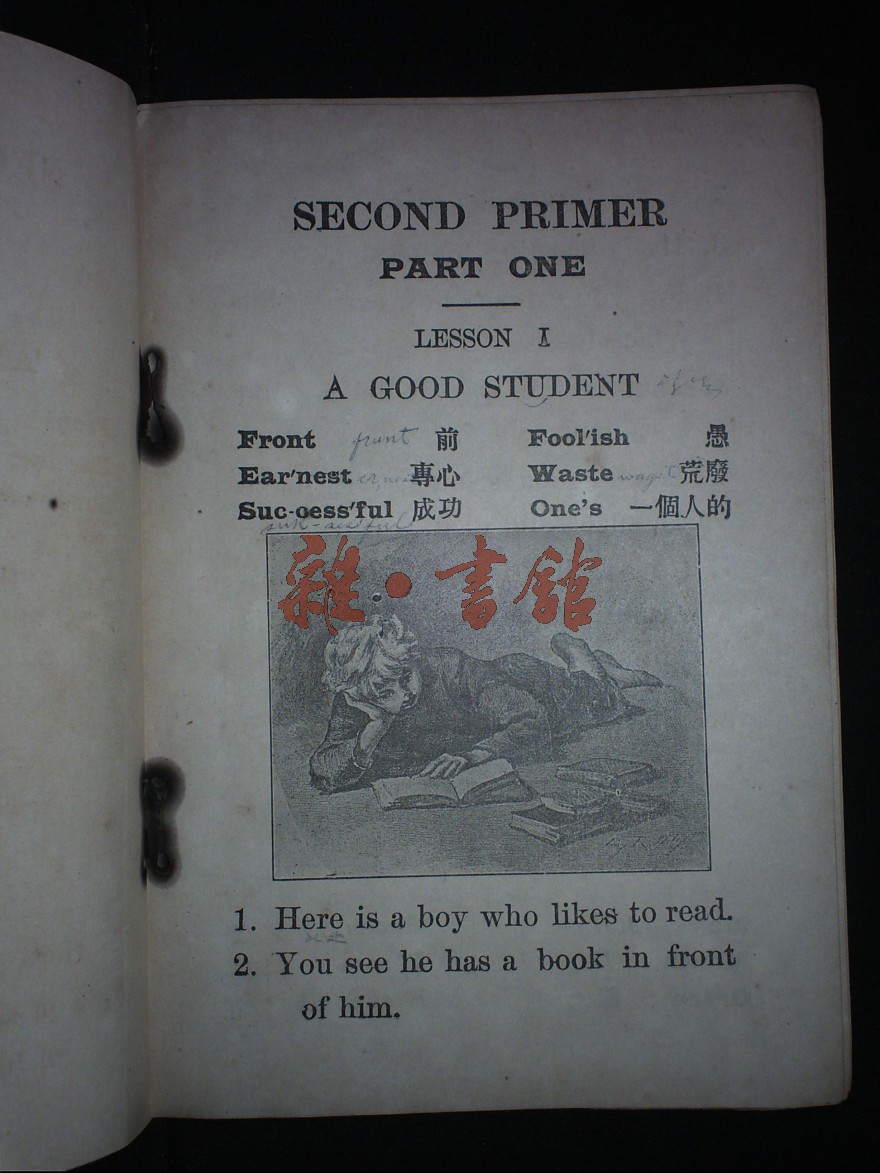 SECOND PRIMER
PART ONE
LESSON I
A GOOD STUDENT
Front frunt 前 Fool'ish 愚
Ear'nest 專心 Waste 荒廢
Suc-cess'ful 成功 One's 一個人的
雜·書館
1. Here is a boy who likes to read.
2. You see he has a book in front
of him.